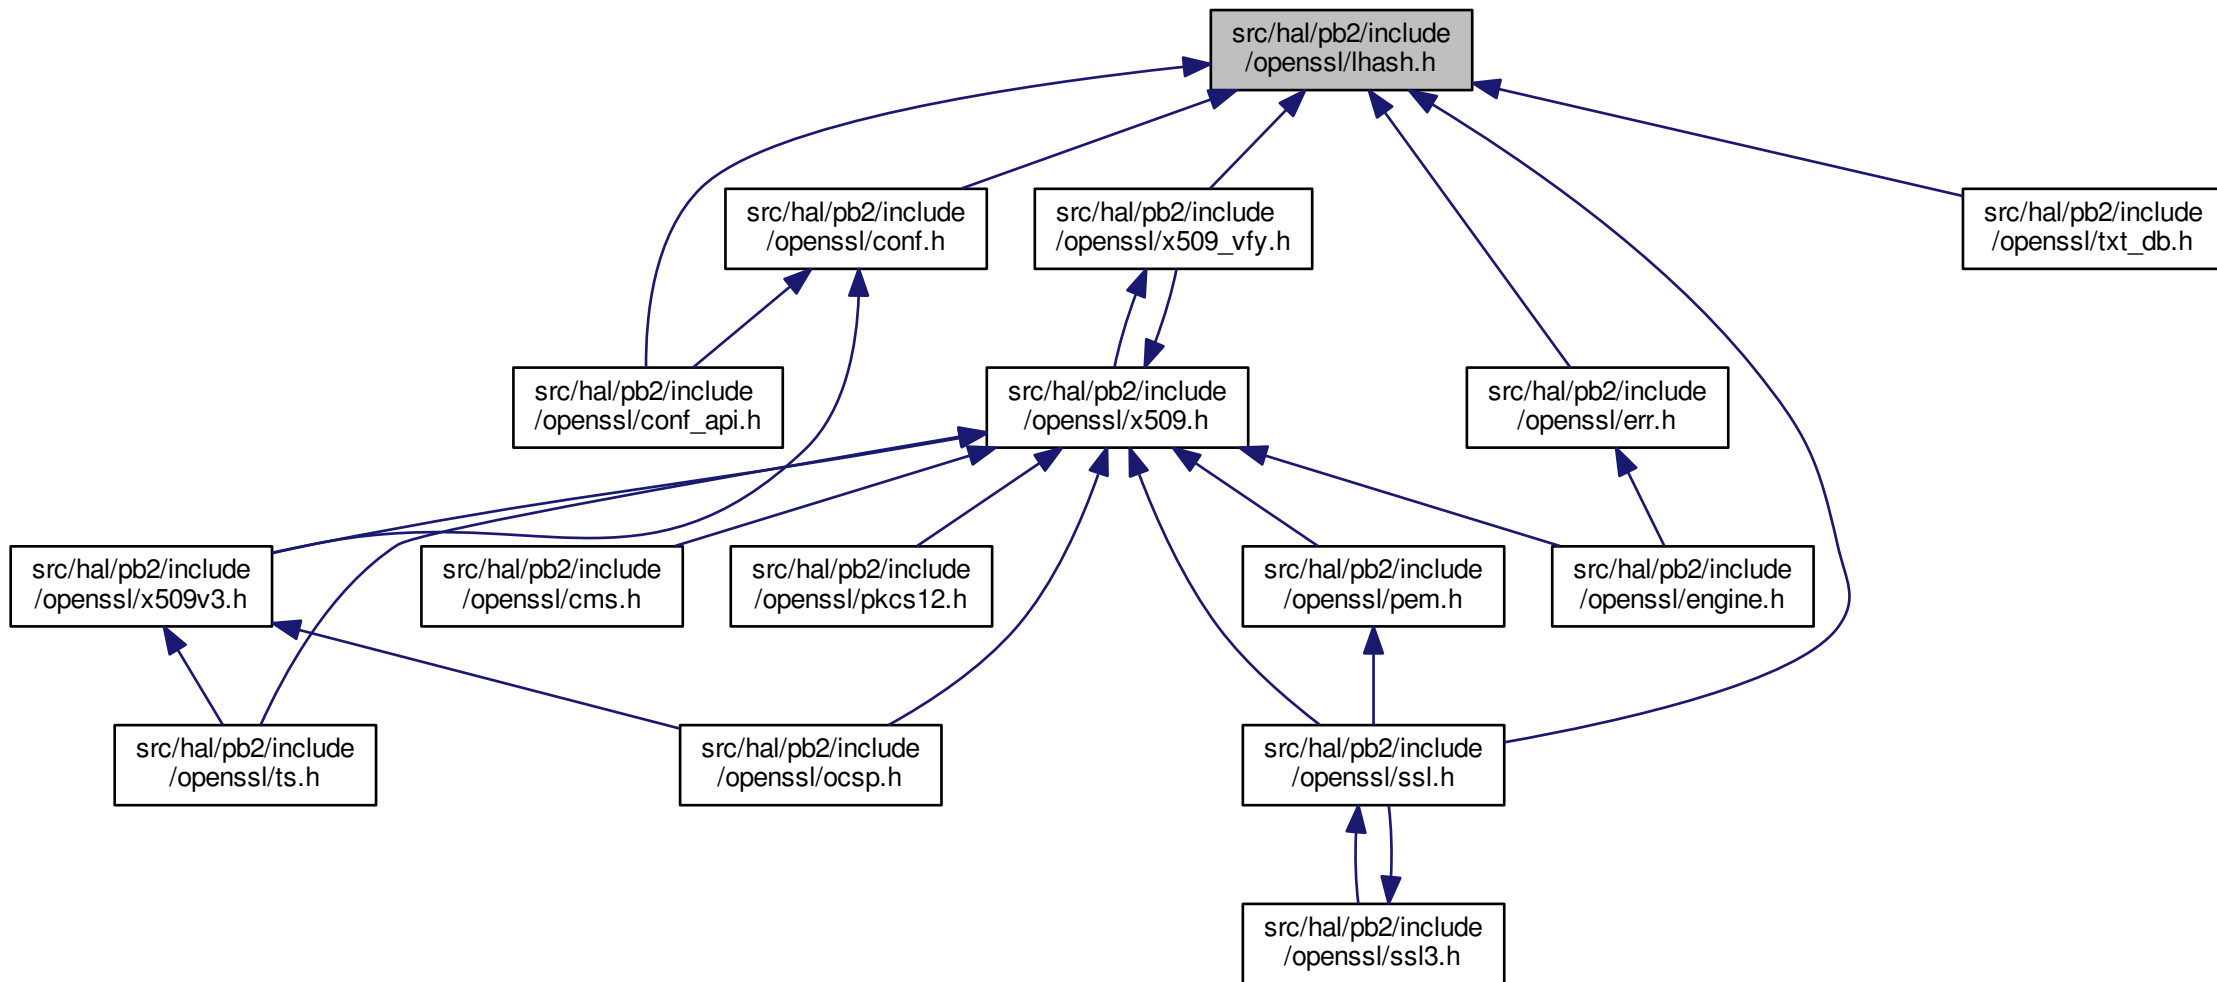 src/hal/pb2/include
/openssl/lhash.h
src/hal/pb2/include
/openssl/conf.h
src/hal/pb2/include
/openssl/x509_vfy.h
src/hal/pb2/include
/openssl/txt_db.h
src/hal/pb2/include
/openssl/conf_api.h
src/hal/pb2/include
/openssl/x509.h
src/hal/pb2/include
/openssl/err.h
src/hal/pb2/include
/openssl/x509v3.h
src/hal/pb2/include
/openssl/cms.h
src/hal/pb2/include
/openssl/pkcs12.h
src/hal/pb2/include
/openssl/pem.h
src/hal/pb2/include
/openssl/engine.h
src/hal/pb2/include
/openssl/ts.h
src/hal/pb2/include
/openssl/ocsp.h
src/hal/pb2/include
/openssl/ssl.h
src/hal/pb2/include
/openssl/ssl3.h